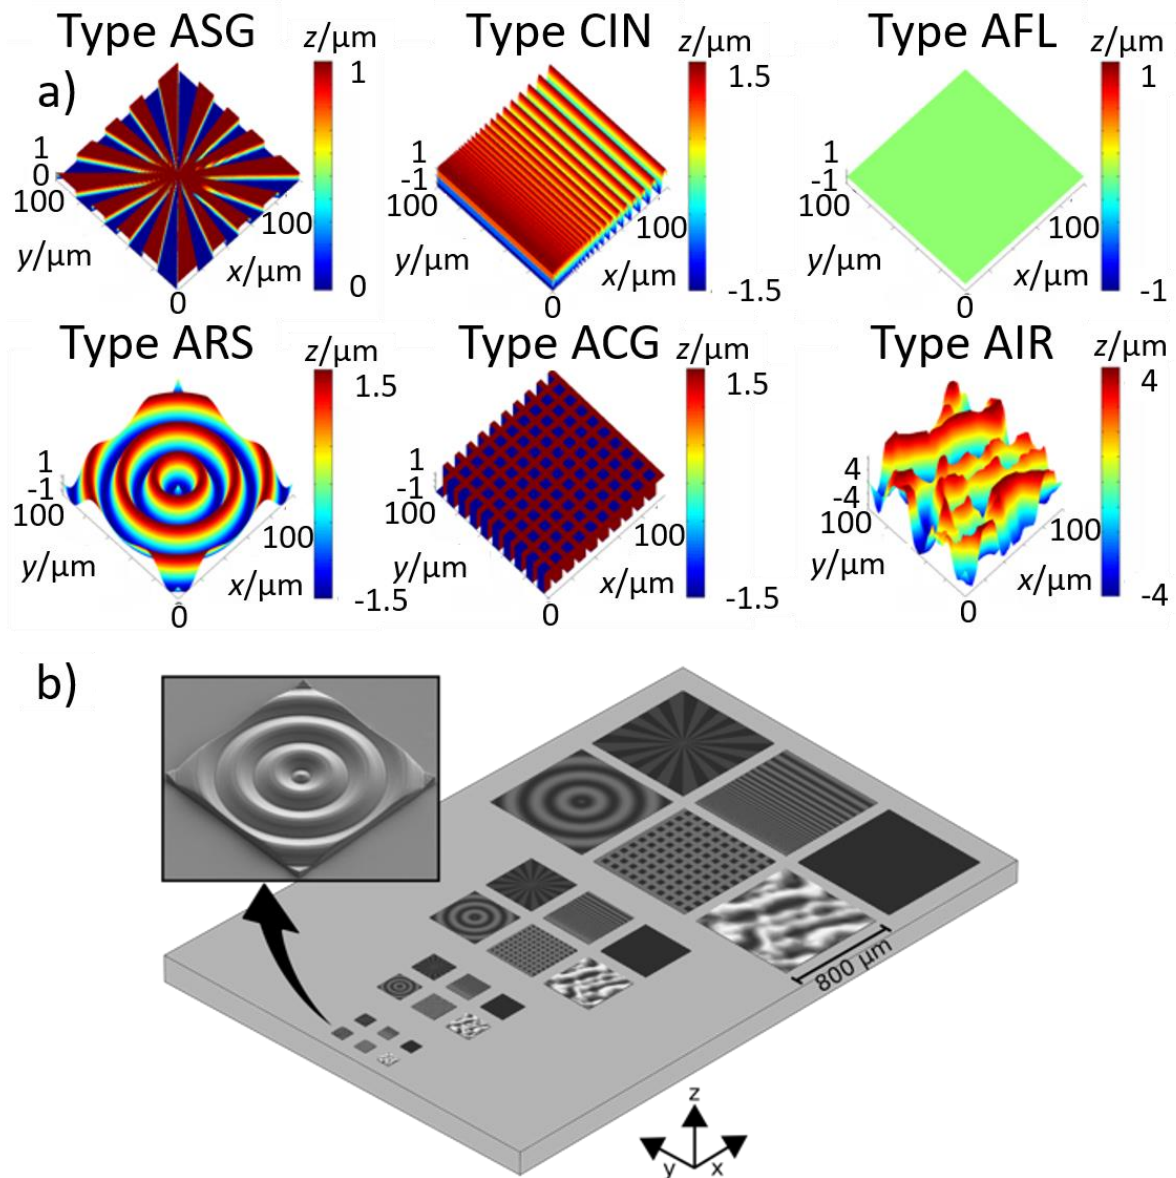 Type ASG
Type CIN
Type AFL
a)
z/µm
1
0
1
0
100
y/µm
100
x/µm
0
z/µm
1.5
-1.5
1
-1
100
y/µm
100
x/µm
0
z/µm
1
-1
1
-1
100
y/µm
100
x/µm
0
Type ARS
Type ACG
Type AIR
z/µm
1.5
-1.5
1
-1
100
y/µm
100
x/µm
0
z/µm
1.5
-1.5
1
-1
100
y/µm
100
x/µm
0
z/µm
4
-4
4
-4
100
y/µm
100
x/µm
0
b)
800 µm
z
y
x